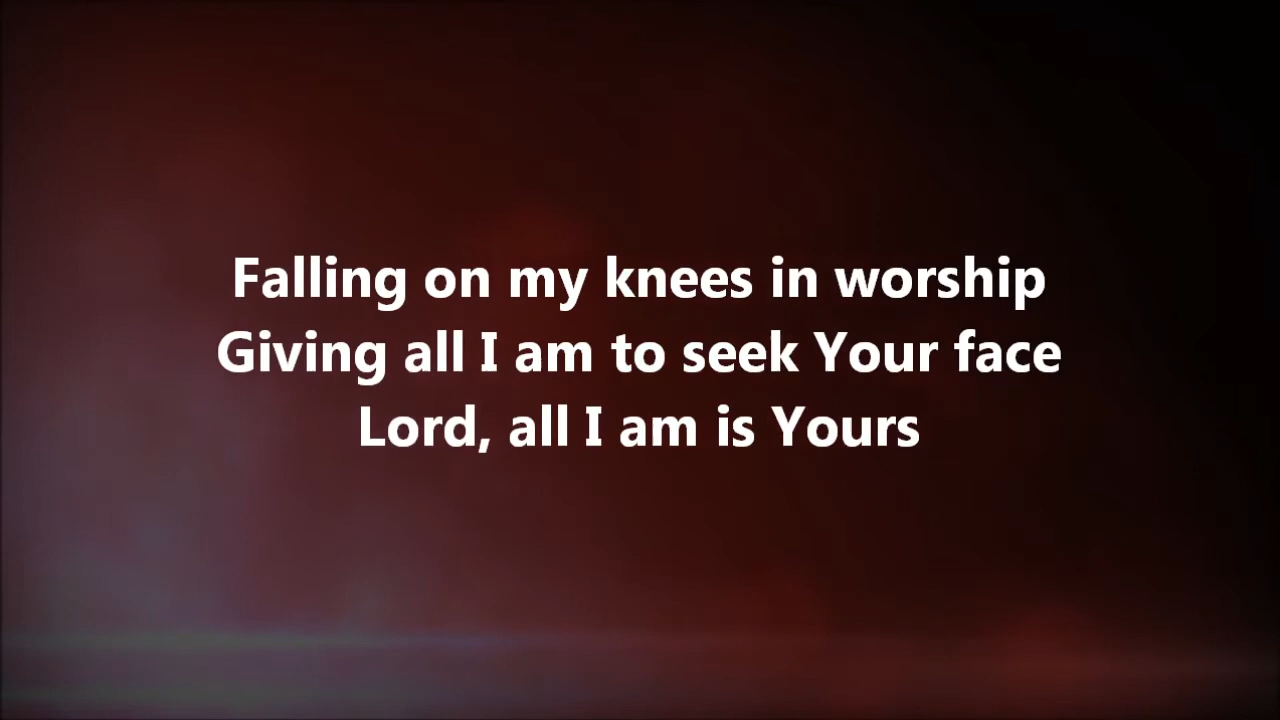 Falling on my knees in worship
Giving all I am to seek Your face
Lord, all I am is Yours